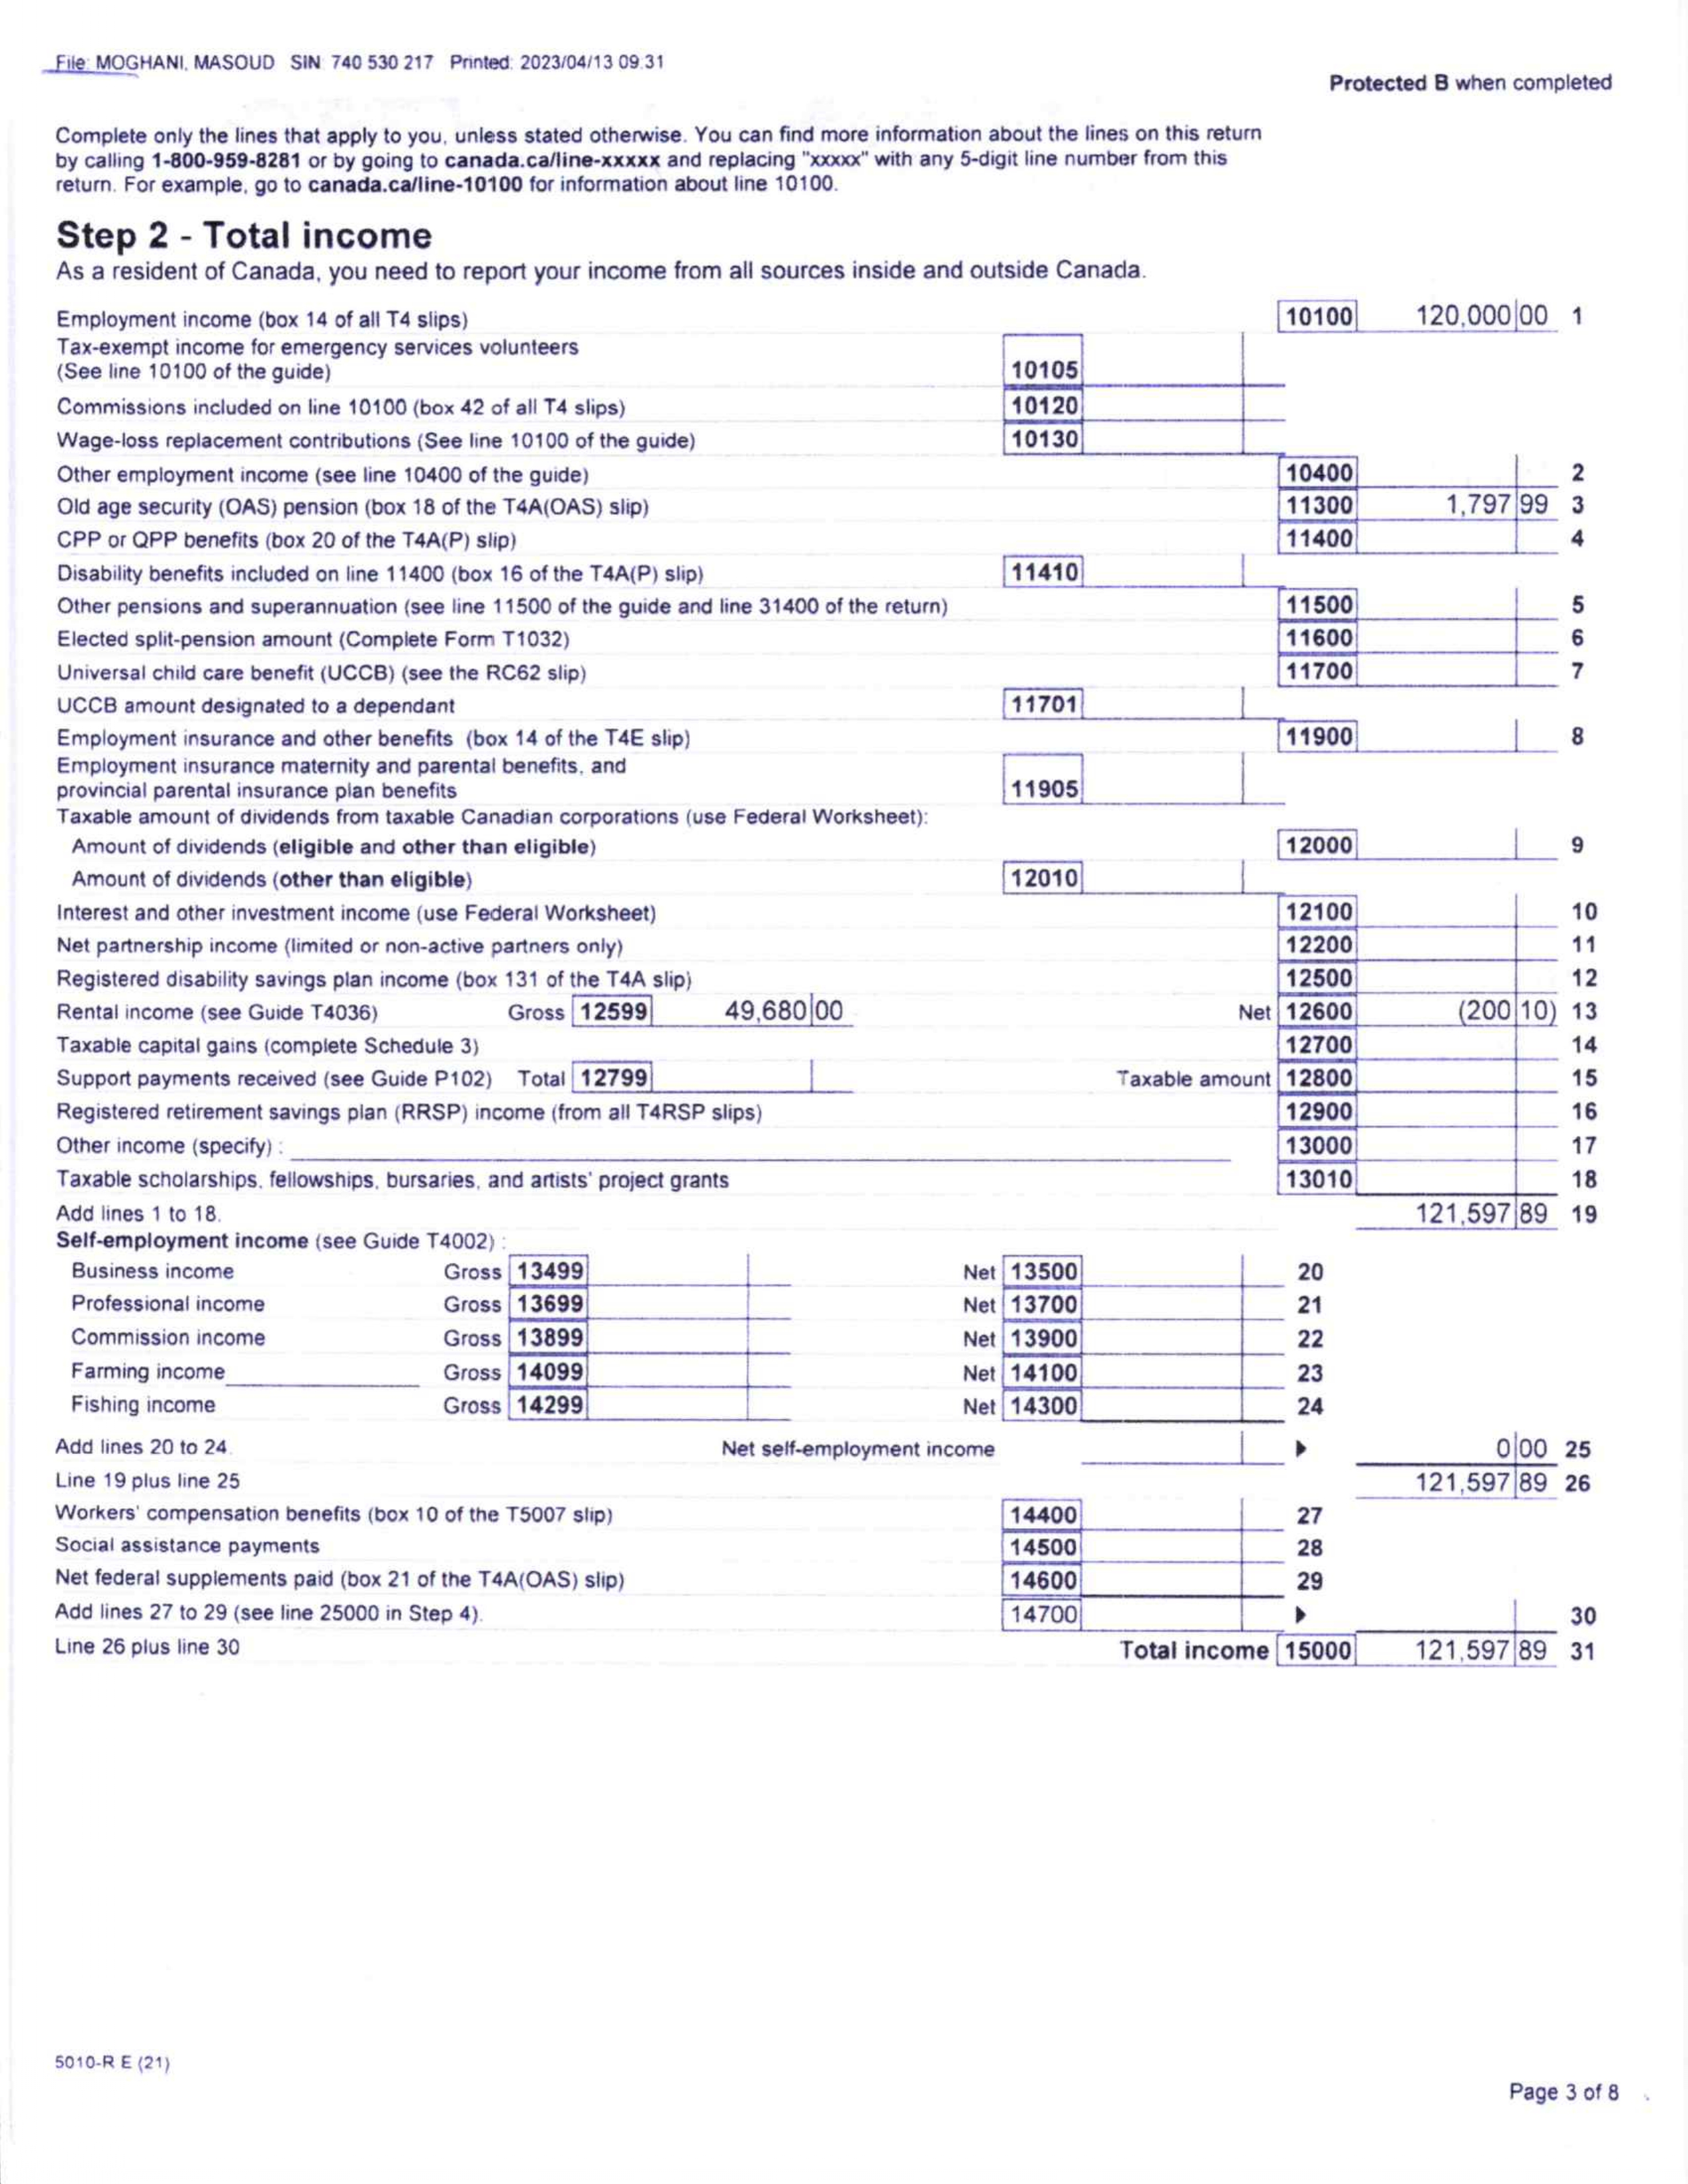 File: MOGHANI, MASOUD SIN: 740 530 217 Printed: 2023/04/13 09:31
Protected B when completed
Complete only the lines that apply to you, unless stated otherwise. You can find more information about the lines on this return
by calling 1-800-959-8281 or by going to canada.ca/line-xxxxx and replacing "xxxxx" with any 5-digit line number from this
return. For example, go to canada.ca/line-10100 for information about line 10100.
Step 2 - Total income
As a resident of Canada, you need to report your income from all sources inside and outside Canada.
Employment income (box 14 of all T4 slips) 10100 120,000 00 1
Tax-exempt income for emergency services volunteers
(See line 10100 of the guide) 10105
Commissions included on line 10100 (box 42 of all T4 slips) 10120
Wage-loss replacement contributions (See line 10100 of the guide) 10130
Other employment income (see line 10400 of the guide) 10400 2
Old age security (OAS) pension (box 18 of the T4A(OAS) slip) 11300 1,797 99 3
CPP or QPP benefits (box 20 of the T4A(P) slip) 11400 4
Disability benefits included on line 11400 (box 16 of the T4A(P) slip) 11410
Other pensions and superannuation (see line 11500 of the guide and line 31400 of the return) 11500 5
Elected split-pension amount (Complete Form T1032) 11600 6
Universal child care benefit (UCCB) (see the RC62 slip) 11700 7
UCCB amount designated to a dependant 11701
Employment insurance and other benefits (box 14 of the T4E slip) 11900 8
Employment insurance maternity and parental benefits, and
provincial parental insurance plan benefits 11905
Taxable amount of dividends from taxable Canadian corporations (use Federal Worksheet):
Amount of dividends (eligible and other than eligible) 12000 9
Amount of dividends (other than eligible) 12010
Interest and other investment income (use Federal Worksheet) 12100 10
Net partnership income (limited or non-active partners only) 12200 11
Registered disability savings plan income (box 131 of the T4A slip) 12500 12
Rental income (see Guide T4036) Gross 12599 49,680 00 Net 12600 (200 10) 13
Taxable capital gains (complete Schedule 3) 12700 14
Support payments received (see Guide P102) Total 12799 Taxable amount 12800 15
Registered retirement savings plan (RRSP) income (from all T4RSP slips) 12900 16
Other income (specify) : 13000 17
Taxable scholarships, fellowships, bursaries, and artists' project grants 13010 18
Add lines 1 to 18. 121,597 89 19
Self-employment income (see Guide T4002) :
Business income Gross 13499 Net 13500 20
Professional income Gross 13699 Net 13700 21
Commission income Gross 13899 Net 13900 22
Farming income Gross 14099 Net 14100 23
Fishing income Gross 14299 Net 14300 24
Add lines 20 to 24. Net self-employment income 0 00 25
Line 19 plus line 25 121,597 89 26
Workers' compensation benefits (box 10 of the T5007 slip) 14400 27
Social assistance payments 14500 28
Net federal supplements paid (box 21 of the T4A(OAS) slip) 14600 29
Add lines 27 to 29 (see line 25000 in Step 4). 14700 30
Line 26 plus line 30 Total income 15000 121,597 89 31
5010-R E (21)
Page 3 of 8